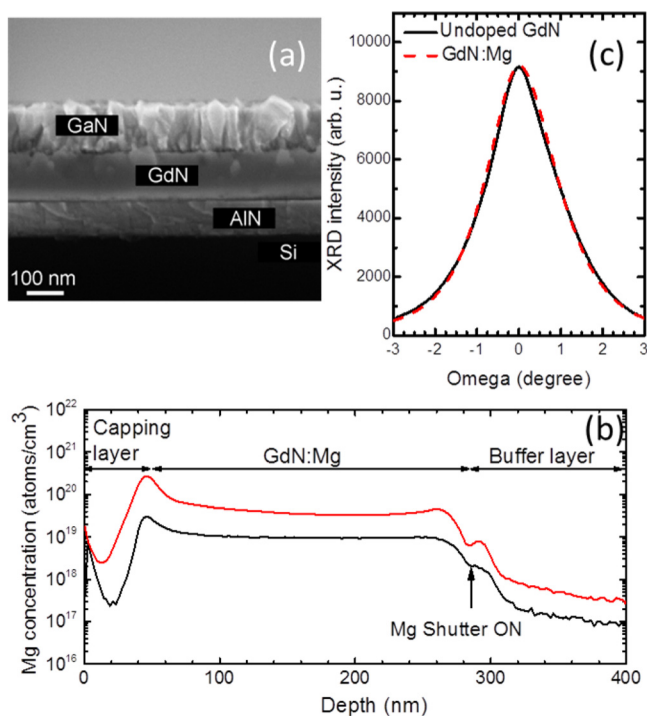 (a)
GaN
GdN
AlN
Si
100 nm
(c)
Undoped GdN
GdN:Mg
XRD intensity (arb. u.)
10000
8000
6000
4000
2000
0
-3 -2 -1 0 1 2 3
Omega (degree)
(b)
Mg concentration (atoms/cm³)
10²²
10²¹
10²⁰
10¹⁹
10¹⁸
10¹⁷
10¹⁶
Capping
layer
GdN:Mg
Buffer layer
Mg Shutter ON
0 100 200 300 400
Depth (nm)